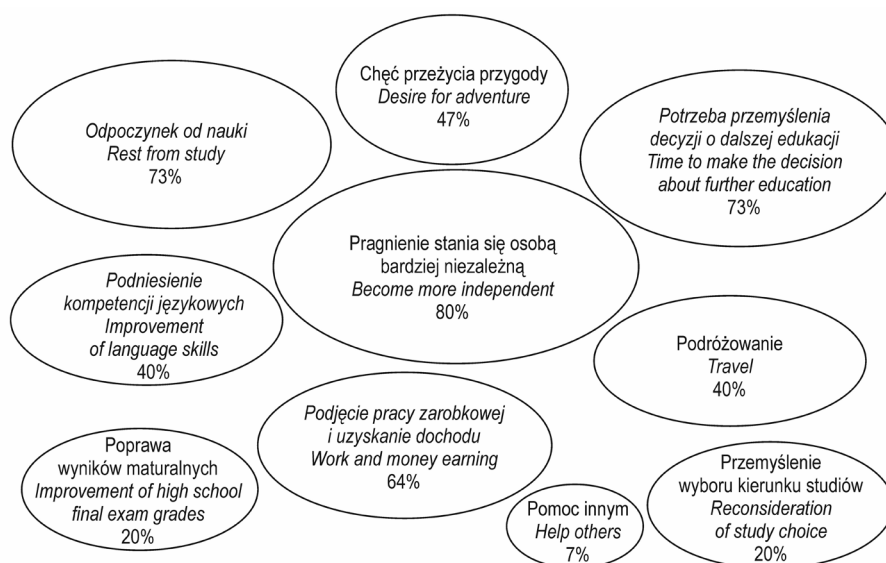 Chęć przeżycia przygody
Desire for adventure
47%
Odpoczynek od nauki
Rest from study
73%
Potrzeba przemyślenia
decyzji o dalszej edukacji
Time to make the decision
about further education
73%
Pragnienie stania się osobą
bardziej niezależną
Become more independent
80%
Podniesienie
kompetencji językowych
Improvement
of language skills
40%
Podróżowanie
Travel
40%
Podjęcie pracy zarobkowej
i uzyskanie dochodu
Work and money earning
64%
Poprawa
wyników maturalnych
Improvement of high school
final exam grades
20%
Pomoc innym
Help others
7%
Przemyślenie
wyboru kierunku studiów
Reconsideration
of study choice
20%